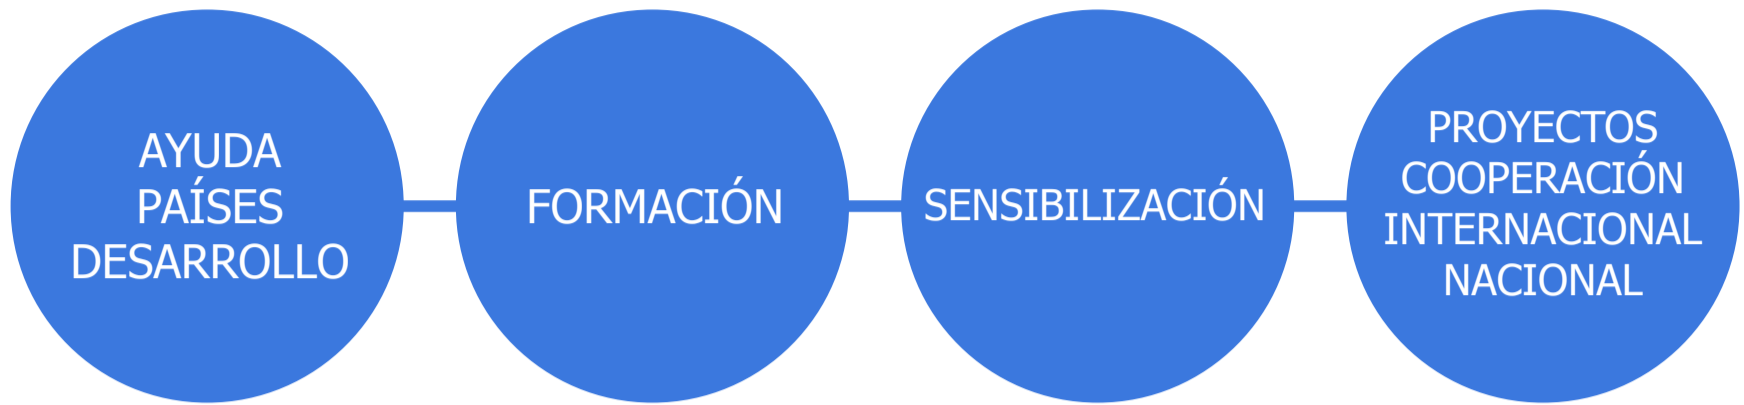 AYUDA
PAÍSES
DESARROLLO
FORMACIÓN
SENSIBILIZACIÓN
PROYECTOS
COOPERACIÓN
INTERNACIONAL
NACIONAL